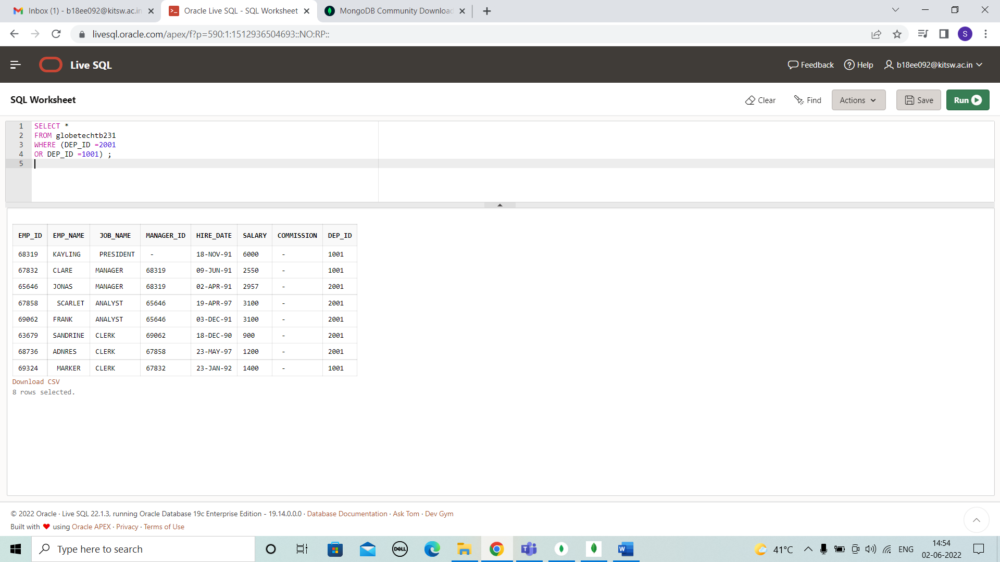 Inbox (1) - b18ee092@kitsw.ac.in
Oracle Live SQL - SQL Worksheet
MongoDB Community Download
livesql.oracle.com/apex/f?p=590:1:1512936504693::NO:RP::
S
Live SQL
Feedback
Help
b18ee092@kitsw.ac.in
SQL Worksheet
Clear
Find
Actions
Save
Run
1 SELECT *
2 FROM globetechtb231
3 WHERE (DEP_ID =2001
4 OR DEP_ID =1001) ;
5
EMP_ID EMP_NAME JOB_NAME MANAGER_ID HIRE_DATE SALARY COMMISSION DEP_ID
68319 KAYLING PRESIDENT - 18-NOV-91 6000 - 1001
67832 CLARE MANAGER 68319 09-JUN-91 2550 - 1001
65646 JONAS MANAGER 68319 02-APR-91 2957 - 2001
67858 SCARLET ANALYST 65646 19-APR-97 3100 - 2001
69062 FRANK ANALYST 65646 03-DEC-91 3100 - 2001
63679 SANDRINE CLERK 69062 18-DEC-90 900 - 2001
68736 ADNRES CLERK 67858 23-MAY-97 1200 - 2001
69324 MARKER CLERK 67832 23-JAN-92 1400 - 1001
Download CSV
8 rows selected.
© 2022 Oracle · Live SQL 22.1.3, running Oracle Database 19c Enterprise Edition - 19.14.0.0.0 · Database Documentation · Ask Tom · Dev Gym
Built with ❤ using Oracle APEX · Privacy · Terms of Use
Type here to search
DELL
T
W
41°C
ENG
14:54
02-06-2022